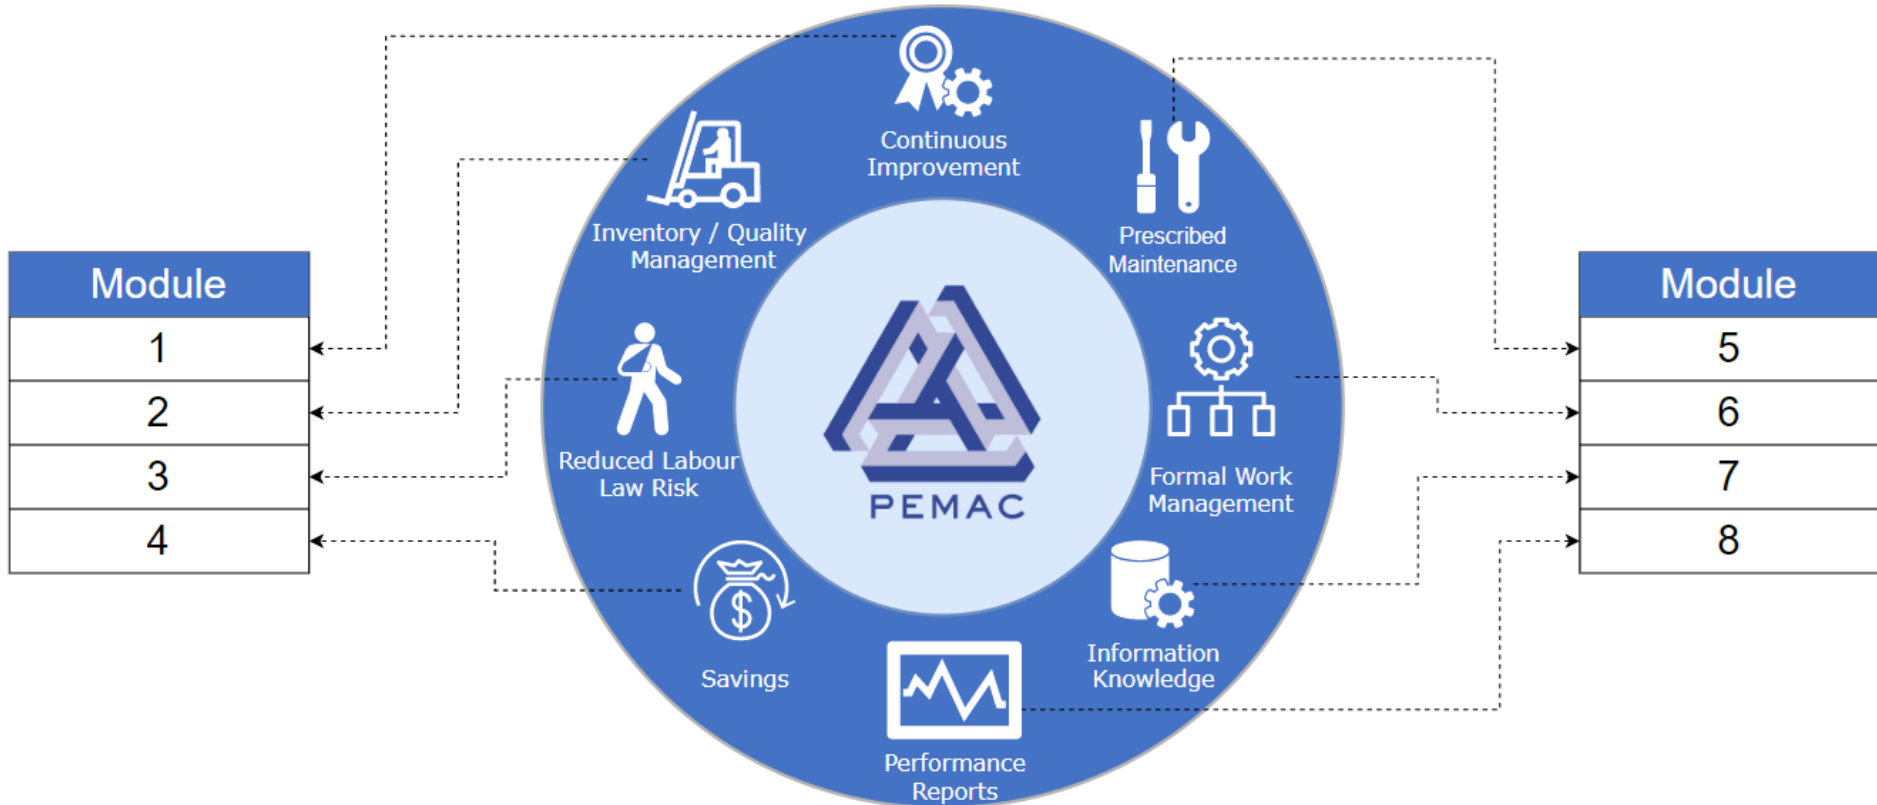 Continuous
Improvement
Inventory / Quality
Management
Prescribed
Maintenance
Module
1
2
3
4
Reduced Labour
Law Risk
PEMAC
Formal Work
Management
Module
5
6
7
8
$
Savings
Information
Knowledge
Performance
Reports